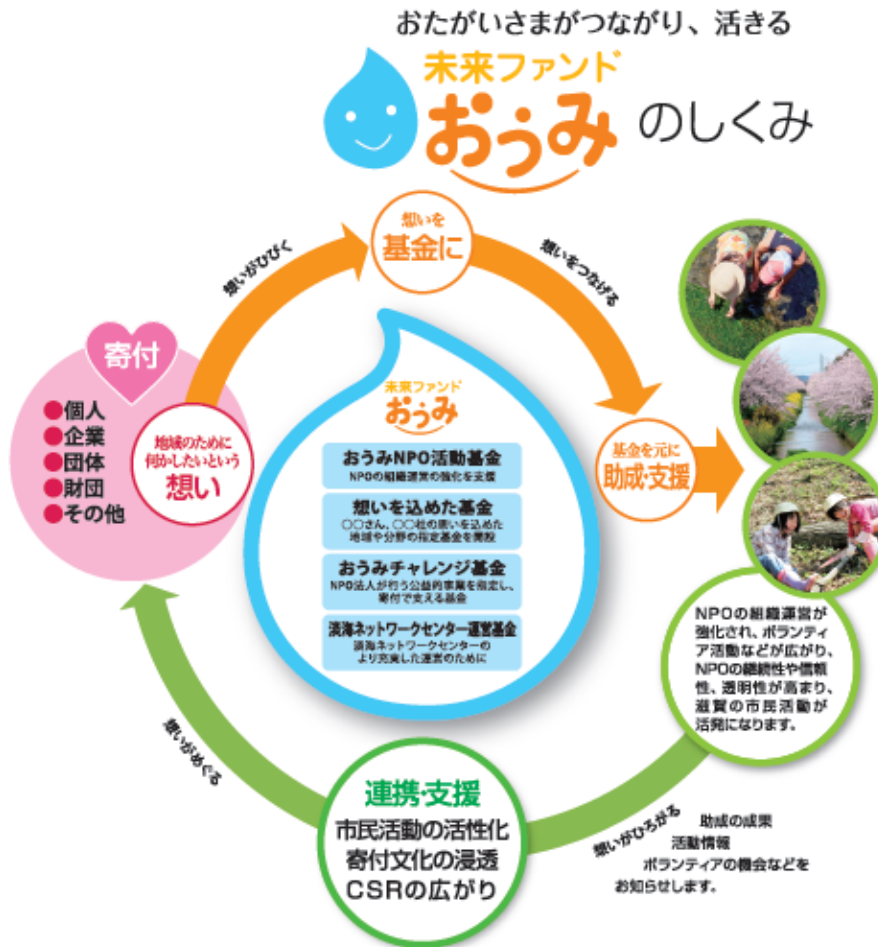 おたがいさまがつながり、活きる
未来ファンド
おうみ のしくみ
想いを
基金に
想いがひびく
想いをつなげる
寄付
●個人
●企業
●団体
●財団
●その他
地域のために
何かしたいという
想い
未来ファンド
おうみ
おうみNPO活動基金
NPOの組織運営の強化を支援
想いを込めた基金
○○さん、○○社の思いを込めた
地域や分野の指定基金を開設
おうみチャレンジ基金
NPO法人が行う公益的事業を指定し、
寄付で支える基金
淡海ネットワークセンター運営基金
淡海ネットワークセンターの
より充実した運営のために
基金を元に
助成・支援
NPOの組織運営が
強化され、ボランティ
ア活動などが広がり、
NPOの継続性や信頼
性、透明性が高まり、
滋賀の市民活動が
活発になります。
想いがめぐる
連携・支援
市民活動の活性化
寄付文化の浸透
CSRの広がり
想いがひろがる
助成の成果
活動情報
ボランティアの機会などを
お知らせします。